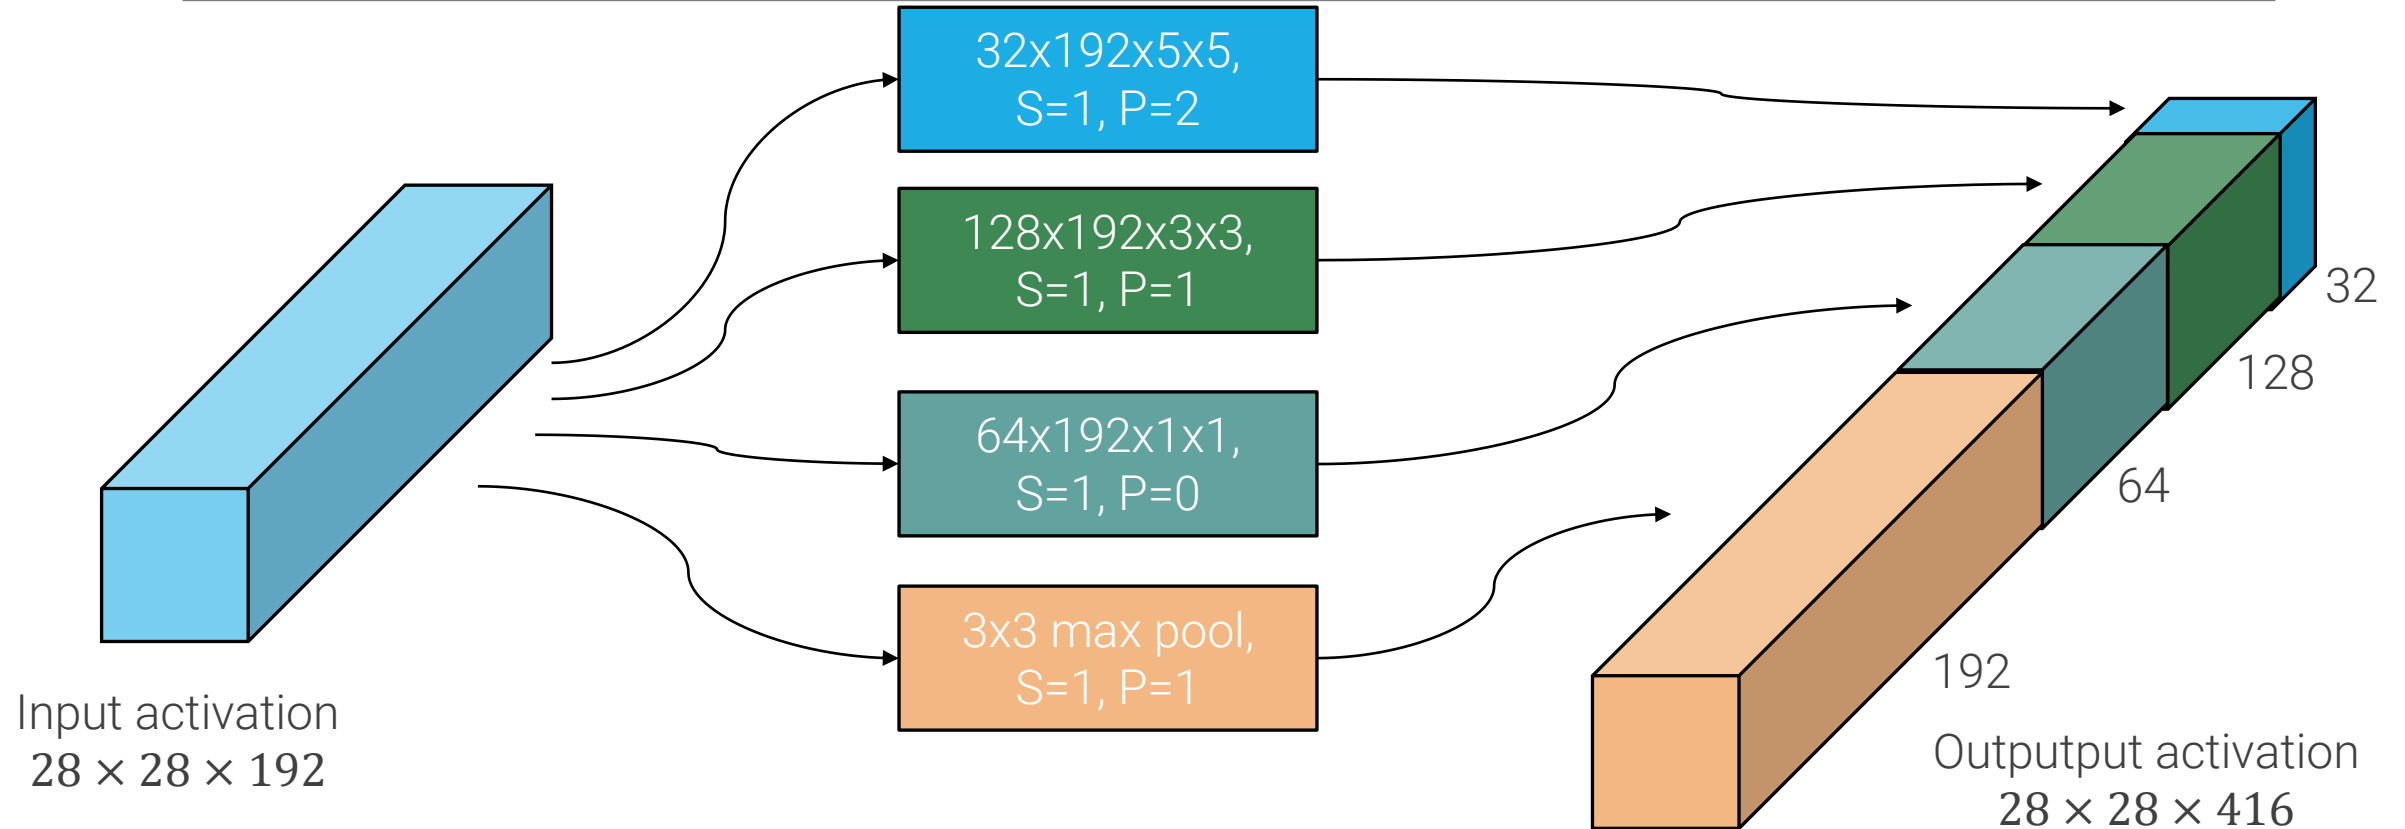 32x192x5x5,
S=1, P=2
128x192x3x3,
S=1, P=1
64x192x1x1,
S=1, P=0
3x3 max pool,
S=1, P=1
Input activation
28 × 28 × 192
32
128
64
192
Outputput activation
28 × 28 × 416